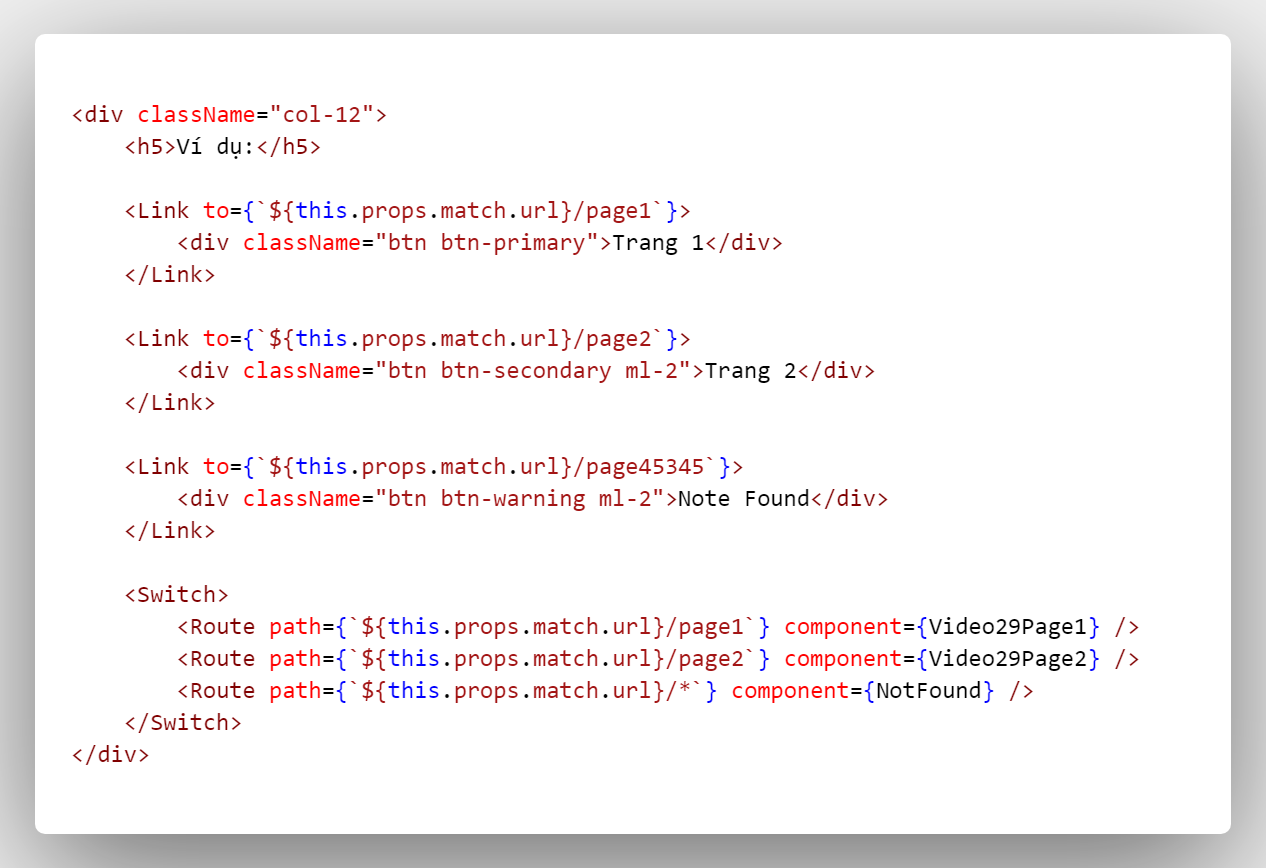 <div className="col-12">
    <h5>Ví dụ:</h5>

    <Link to={`${this.props.match.url}/page1`}>
        <div className="btn btn-primary">Trang 1</div>
    </Link>

    <Link to={`${this.props.match.url}/page2`}>
        <div className="btn btn-secondary ml-2">Trang 2</div>
    </Link>

    <Link to={`${this.props.match.url}/page45345`}>
        <div className="btn btn-warning ml-2">Note Found</div>
    </Link>

    <Switch>
        <Route path={`${this.props.match.url}/page1`} component={Video29Page1} />
        <Route path={`${this.props.match.url}/page2`} component={Video29Page2} />
        <Route path={`${this.props.match.url}/*`} component={NotFound} />
    </Switch>
</div>